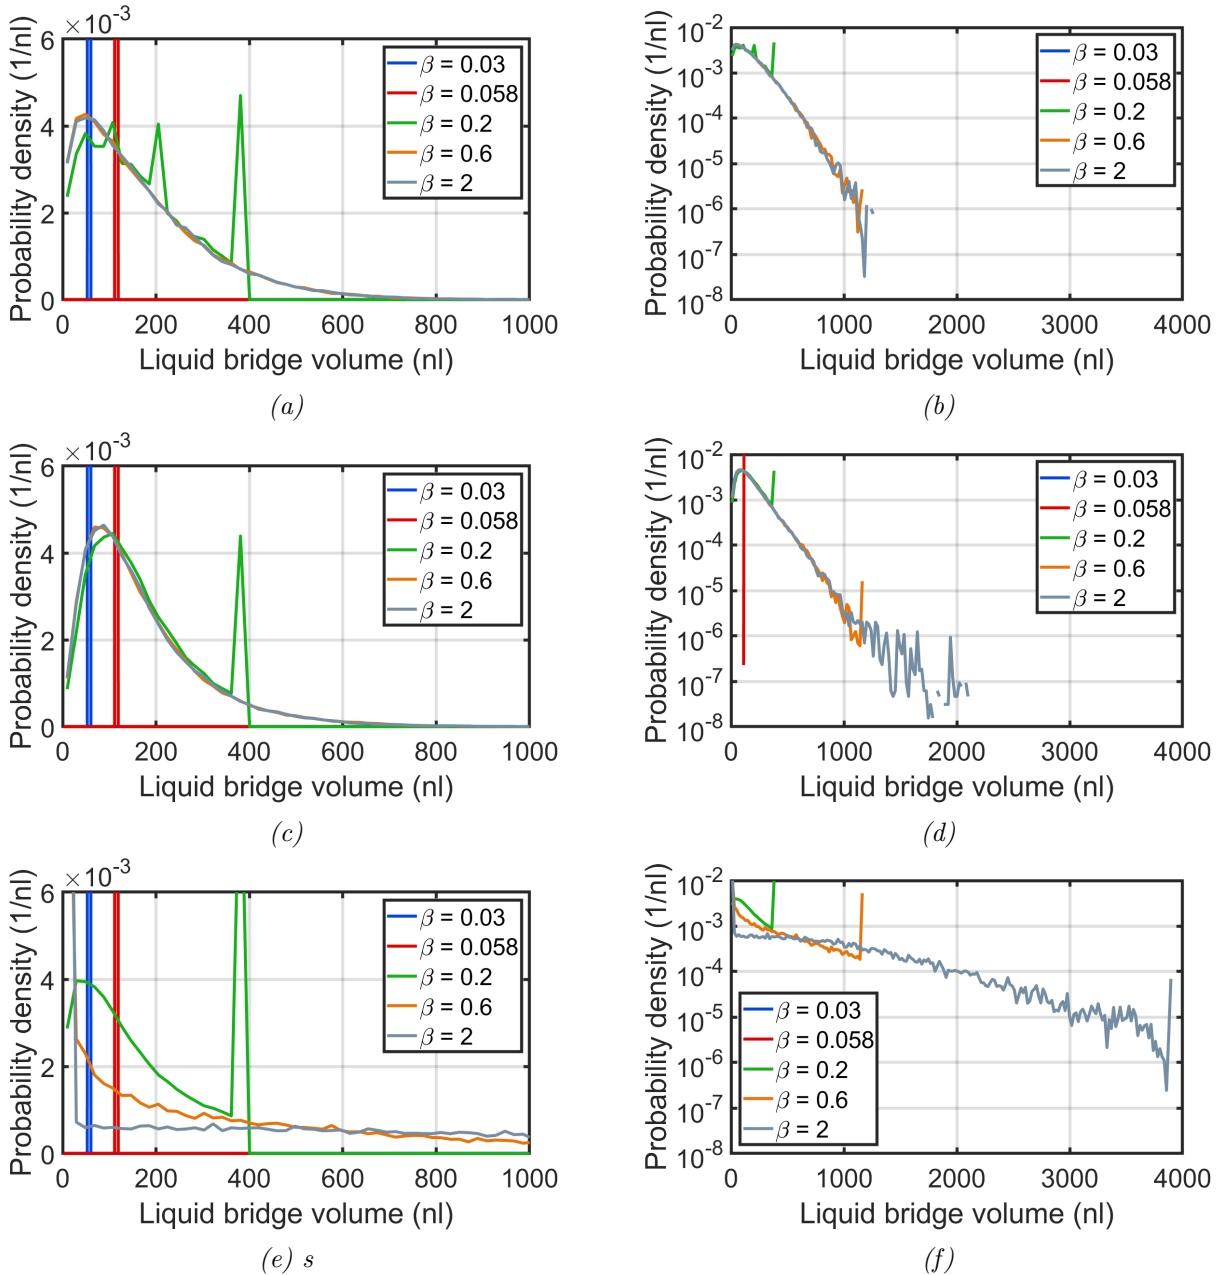 ×10⁻³
Probability density (1/nl)
6
4
2
0
0 200 400 600 800 1000
Liquid bridge volume (nl)
β = 0.03
β = 0.058
β = 0.2
β = 0.6
β = 2
(a)
Probability density (1/nl)
10⁻²
10⁻³
10⁻⁴
10⁻⁵
10⁻⁶
10⁻⁷
10⁻⁸
0 1000 2000 3000 4000
Liquid bridge volume (nl)
β = 0.03
β = 0.058
β = 0.2
β = 0.6
β = 2
(b)
×10⁻³
Probability density (1/nl)
6
4
2
0
0 200 400 600 800 1000
Liquid bridge volume (nl)
β = 0.03
β = 0.058
β = 0.2
β = 0.6
β = 2
(c)
Probability density (1/nl)
10⁻²
10⁻³
10⁻⁴
10⁻⁵
10⁻⁶
10⁻⁷
10⁻⁸
0 1000 2000 3000 4000
Liquid bridge volume (nl)
β = 0.03
β = 0.058
β = 0.2
β = 0.6
β = 2
(d)
×10⁻³
Probability density (1/nl)
6
4
2
0
0 200 400 600 800 1000
Liquid bridge volume (nl)
β = 0.03
β = 0.058
β = 0.2
β = 0.6
β = 2
(e) s
Probability density (1/nl)
10⁻²
10⁻³
10⁻⁴
10⁻⁵
10⁻⁶
10⁻⁷
10⁻⁸
0 1000 2000 3000 4000
Liquid bridge volume (nl)
β = 0.03
β = 0.058
β = 0.2
β = 0.6
β = 2
(f)